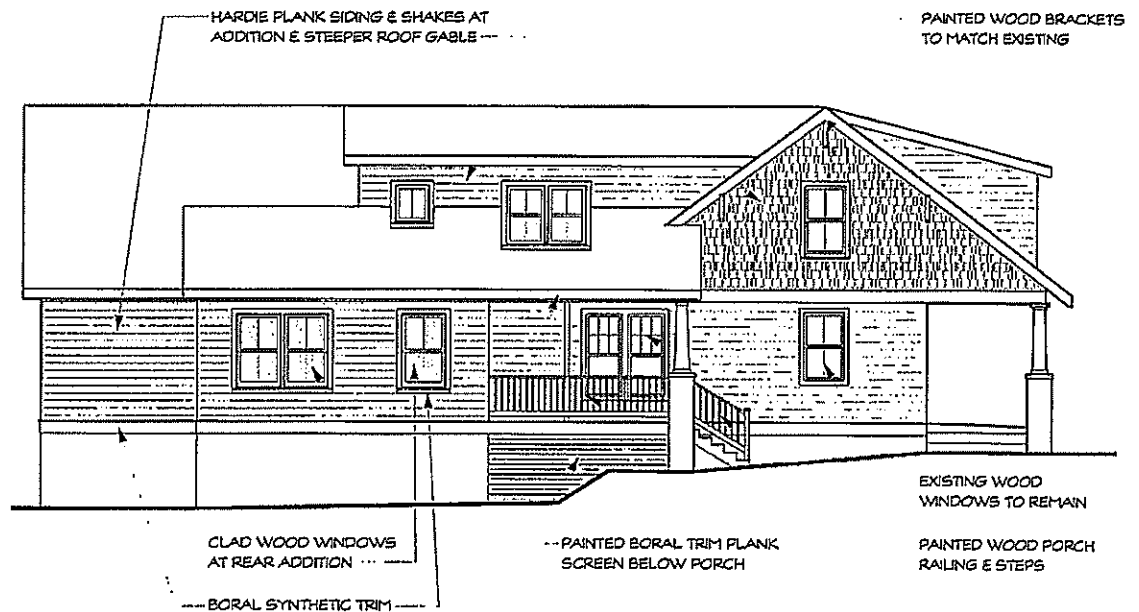 HARDIE PLANK SIDING & SHAKES AT
ADDITION & STEEPER ROOF GABLE
PAINTED WOOD BRACKETS
TO MATCH EXISTING
EXISTING WOOD
WINDOWS TO REMAIN
CLAD WOOD WINDOWS
AT REAR ADDITION
PAINTED BORAL TRIM PLANK
SCREEN BELOW PORCH
PAINTED WOOD PORCH
RAILING & STEPS
BORAL SYNTHETIC TRIM